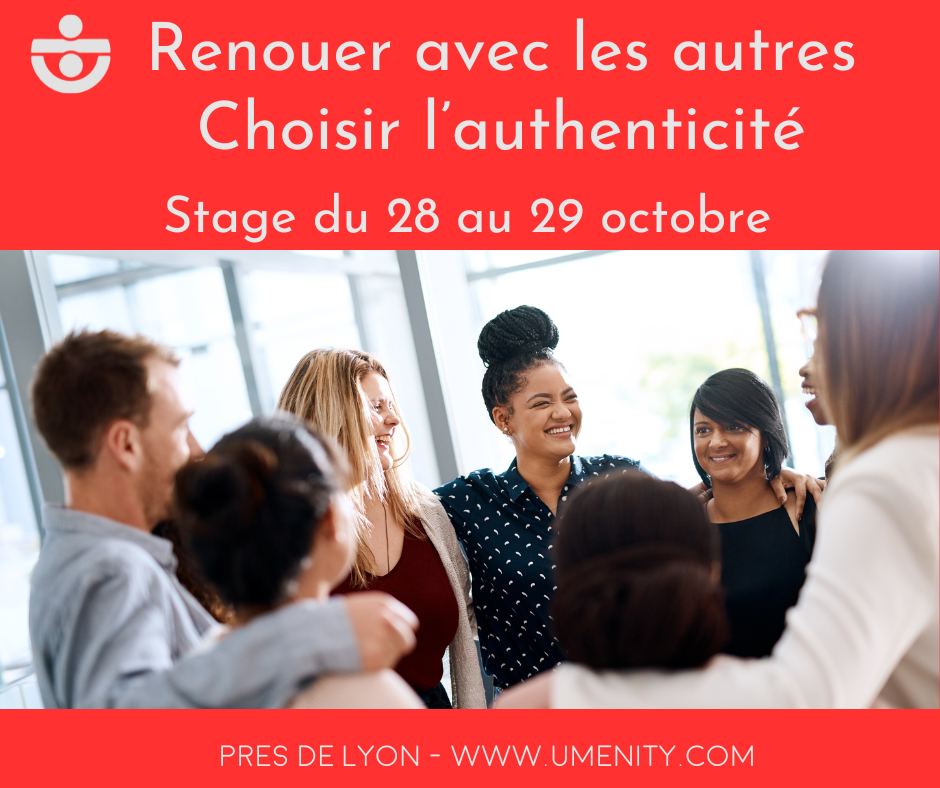 Renouer avec les autres
Choisir l’authenticité
Stage du 28 au 29 octobre
PRES DE LYON - WWW.UMENITY.COM